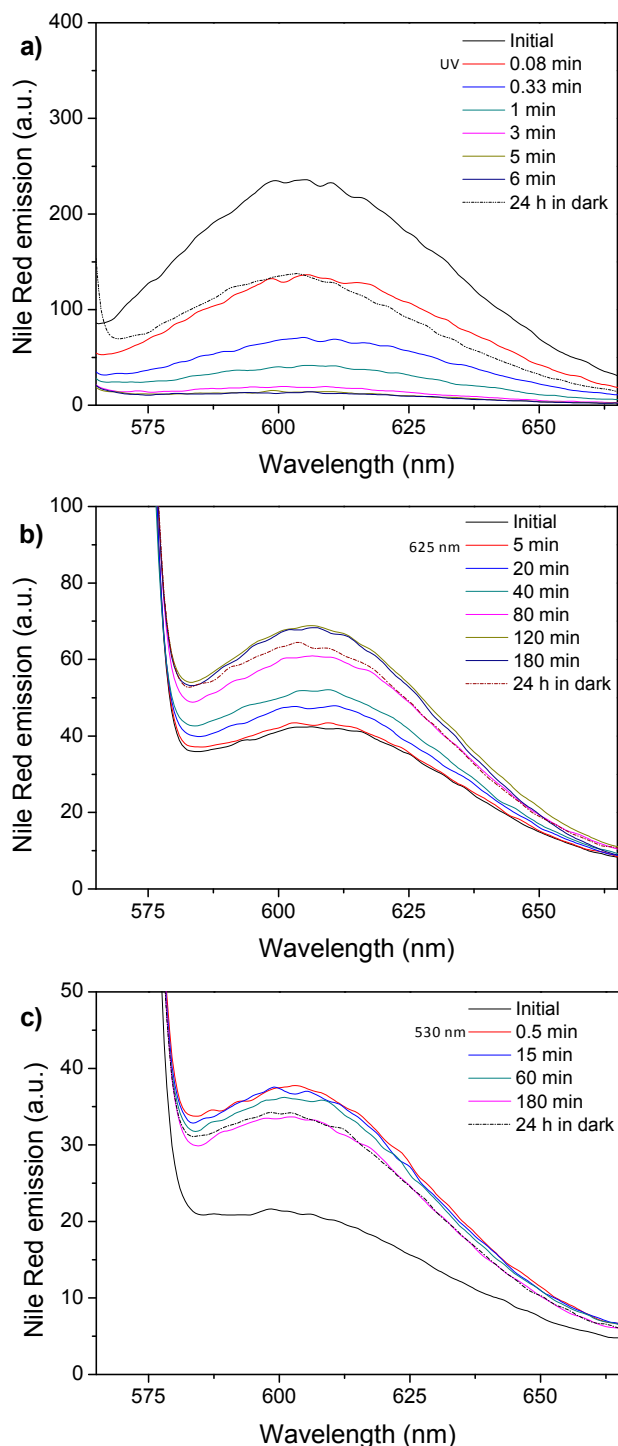 a)
400
300
200
100
0
Nile Red emission (a.u.)
UV
Initial
0.08 min
0.33 min
1 min
3 min
5 min
6 min
24 h in dark
575 600 625 650
Wavelength (nm)
b)
100
80
60
40
20
0
Nile Red emission (a.u.)
625 nm
Initial
5 min
20 min
40 min
80 min
120 min
180 min
24 h in dark
575 600 625 650
Wavelength (nm)
c)
50
40
30
20
10
0
Nile Red emission (a.u.)
530 nm
Initial
0.5 min
15 min
60 min
180 min
24 h in dark
575 600 625 650
Wavelength (nm)